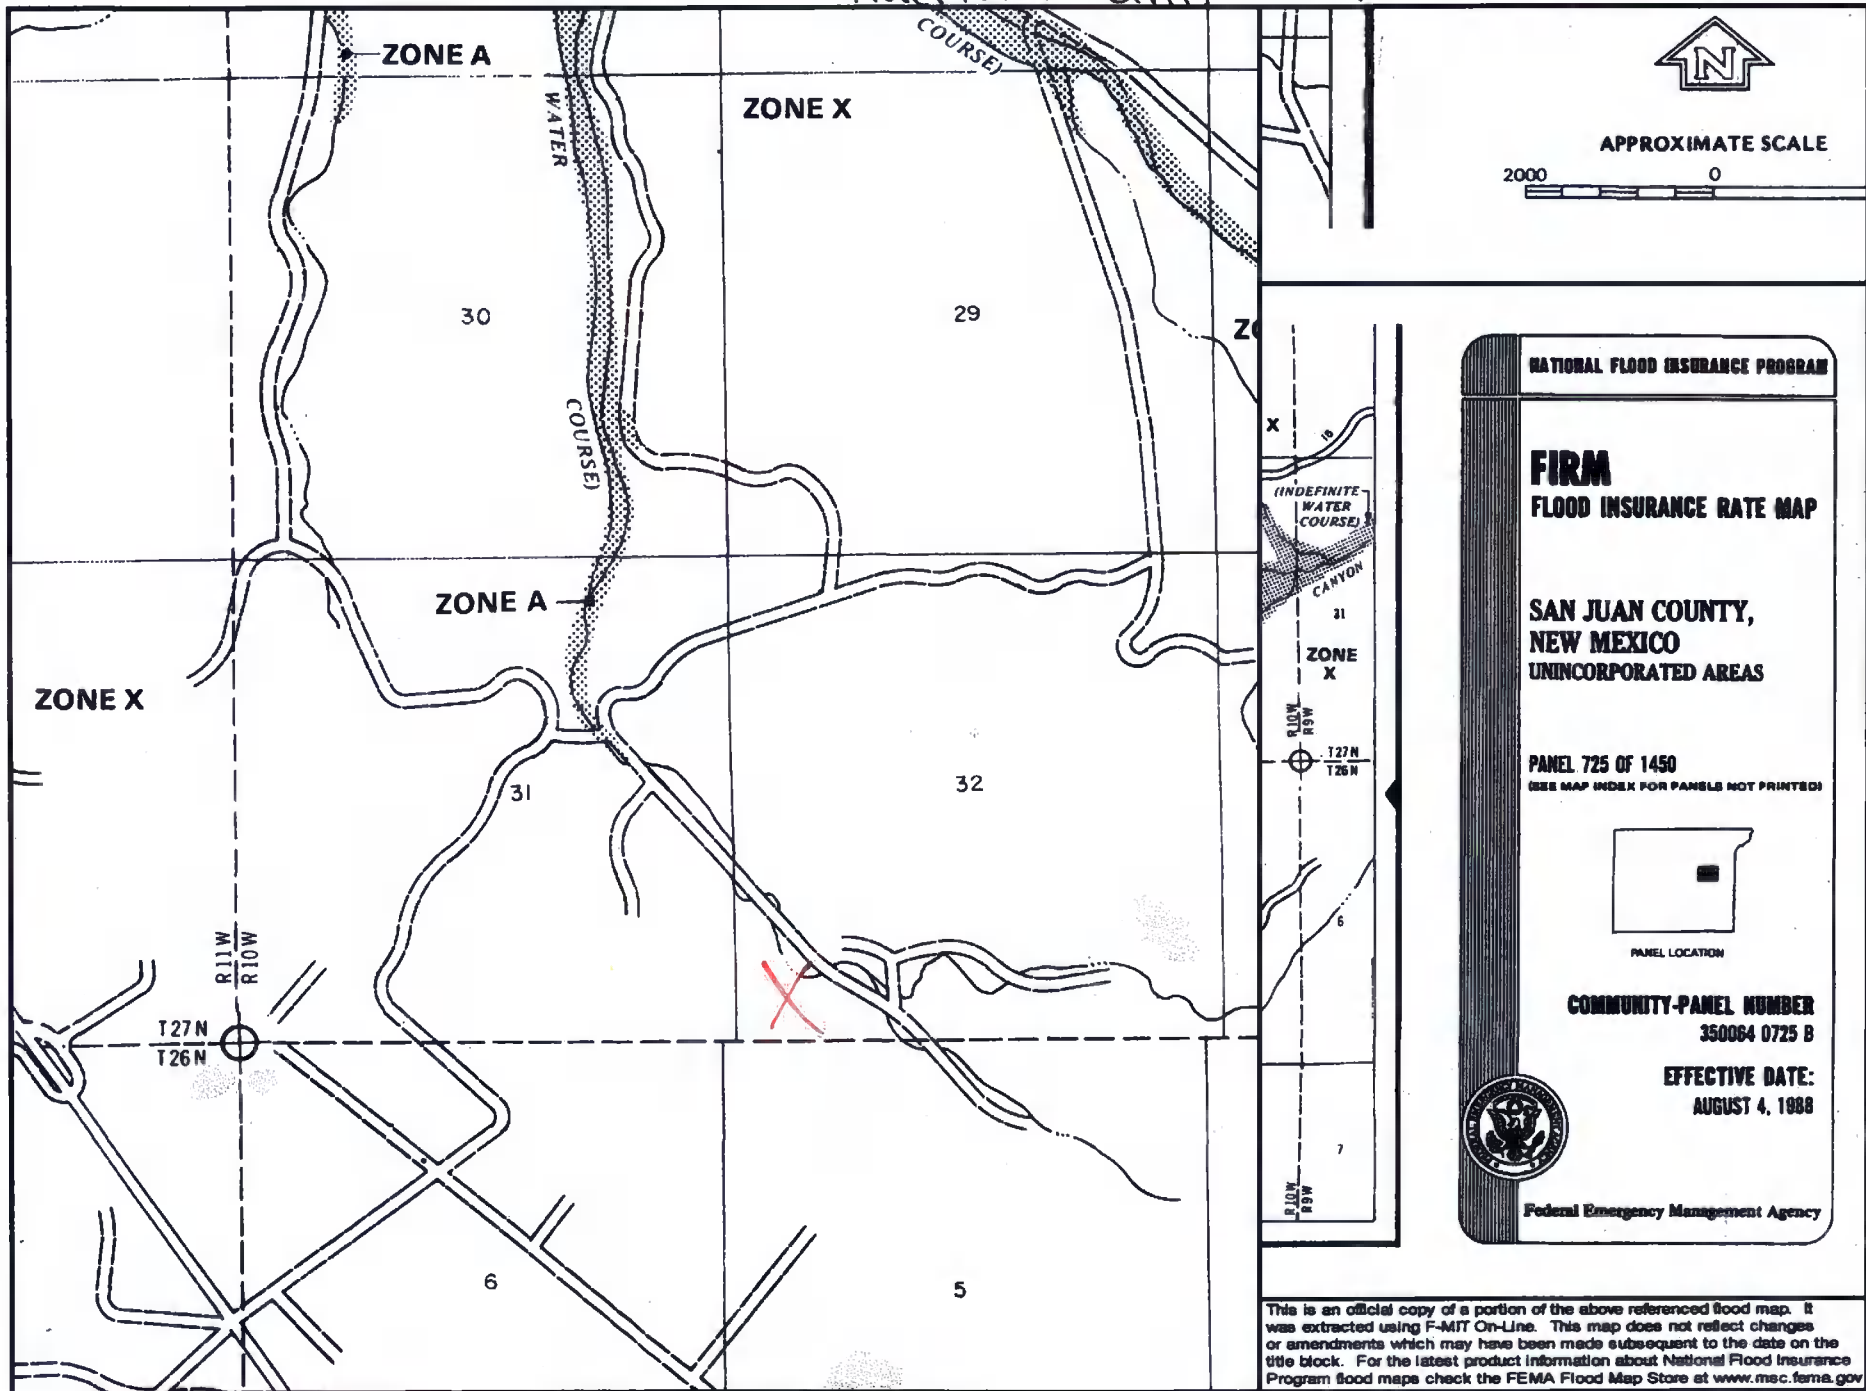 COURSE)
ZONE A
WATER
ZONE X
30
29
COURSE)
ZONE A
ZONE X
31
32
R11W
R10W
T27N
T26N
6
5
N
APPROXIMATE SCALE
2000 0
X
15
(INDEFINITE
WATER
COURSE)
CANYON
31
ZONE
X
R10W
R9W
T27N
T26N
6
7
R10W
R9W
NATIONAL FLOOD INSURANCE PROGRAM
FIRM
FLOOD INSURANCE RATE MAP
SAN JUAN COUNTY,
NEW MEXICO
UNINCORPORATED AREAS
PANEL 725 OF 1450
(SEE MAP INDEX FOR PANELS NOT PRINTED)
PANEL LOCATION
COMMUNITY-PANEL NUMBER
350064 0725 B
EFFECTIVE DATE:
AUGUST 4, 1988
Federal Emergency Management Agency
This is an official copy of a portion of the above referenced flood map. It
was extracted using F-MIT On-Line. This map does not reflect changes
or amendments which may have been made subsequent to the date on the
title block. For the latest product information about National Flood Insurance
Program flood maps check the FEMA Flood Map Store at www.msc.fema.gov